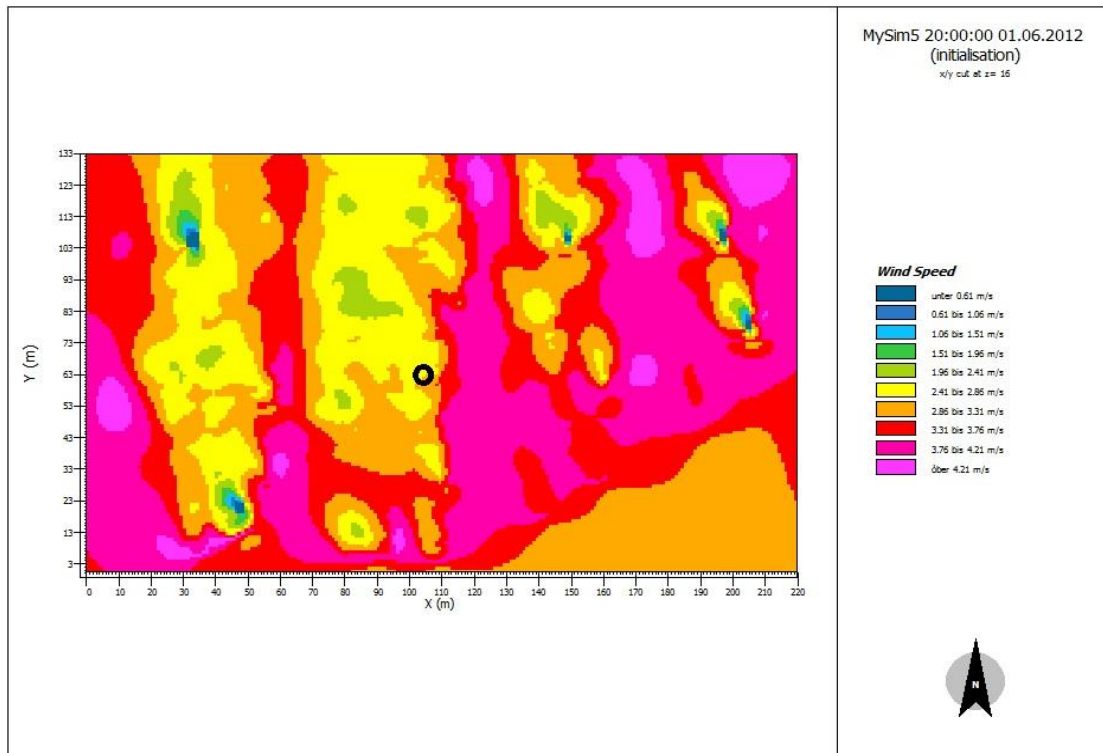 MySim5 20:00:00 01.06.2012
(initialisation)
x/y cut at z= 16
133
123
113
103
93
83
73
63
53
43
33
23
13
3
Y (m)
0 10 20 30 40 50 60 70 80 90 100 110 120 130 140 150 160 170 180 190 200 210 220
X (m)
Wind Speed
unter 0.61 m/s
0.61 bis 1.06 m/s
1.06 bis 1.51 m/s
1.51 bis 1.96 m/s
1.96 bis 2.41 m/s
2.41 bis 2.86 m/s
2.86 bis 3.31 m/s
3.31 bis 3.76 m/s
3.76 bis 4.21 m/s
ôber 4.21 m/s
N